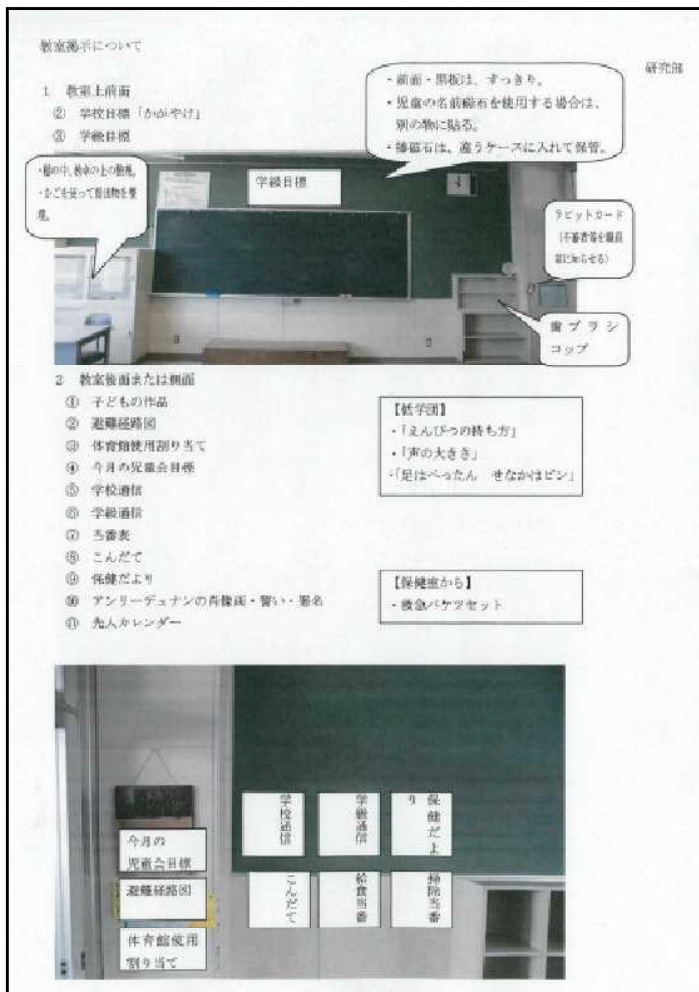 教室掲示について
研究部
1 教室上前面
② 学校目標「かがやけ」
③ 学級目標
・前面・黒板は、すっきり。
・児童の名前磁石を使用する場合は、
別の物に貼る。
・棒磁石は、違うケースに入れて保管。
・棚の中、教卓の上の整理。
・かごを使って提出物を整
理。
学級目標
ラビットカード
(不審者等を職員
室に知らせる)
歯ブラシ
コップ
2 教室後面または側面
① 子どもの作品
② 避難経路図
③ 体育館使用割り当て
④ 今月の児童会目標
⑤ 学校通信
⑥ 学級通信
⑦ 当番表
⑧ こんだて
⑨ 保健だより
⑩ アンリーデュナンの肖像画・誓い・署名
⑪ 先人カレンダー
【低学団】
・「えんぴつの持ち方」
・「声の大きさ」
・「足はぺったん せなかはピン」
【保健室から】
・救急バケツセット
学校通信
学級通信
保健だよ
り
今月の
児童会目標
避難経路図
体育館使用
割り当て
こんだて
給食当番
掃除当番